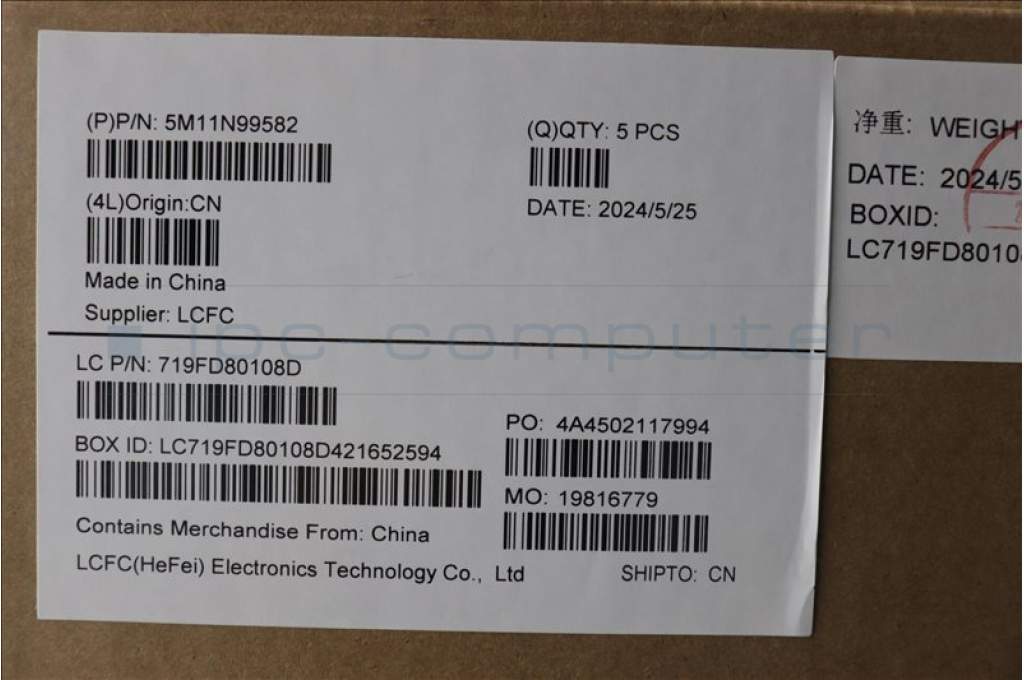 (P)P/N: 5M11N99582
(Q)QTY: 5 PCS
(4L)Origin:CN
DATE: 2024/5/25
Made in China
Supplier: LCFC
ipc-computer
LC P/N: 719FD80108D
PO: 4A4502117994
BOX ID: LC719FD80108D421652594
MO: 19816779
Contains Merchandise From: China
LCFC(HeFei) Electronics Technology Co., Ltd
SHIPTO: CN
净重: WEIGH
DATE: 2024/5
BOXID:
LC719FD8010